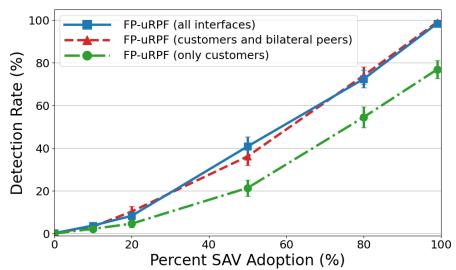 100
80
60
40
20
0
Detection Rate (%)
FP-uRPF (all interfaces)
FP-uRPF (customers and bilateral peers)
FP-uRPF (only customers)
0 20 40 60 80 100
Percent SAV Adoption (%)